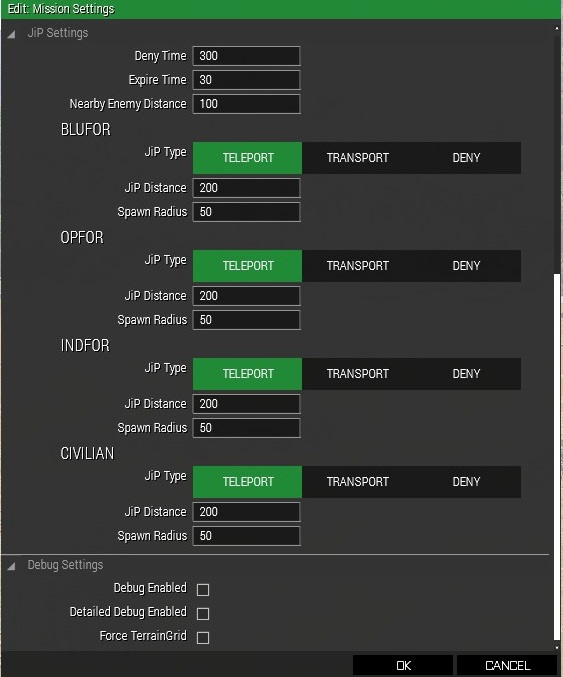 Edit: Mission Settings
JiP Settings
Deny Time 300
Expire Time 30
Nearby Enemy Distance 100
BLUFOR
JiP Type TELEPORT TRANSPORT DENY
JiP Distance 200
Spawn Radius 50
OPFOR
JiP Type TELEPORT TRANSPORT DENY
JiP Distance 200
Spawn Radius 50
INDFOR
JiP Type TELEPORT TRANSPORT DENY
JiP Distance 200
Spawn Radius 50
CIVILIAN
JiP Type TELEPORT TRANSPORT DENY
JiP Distance 200
Spawn Radius 50
Debug Settings
Debug Enabled
Detailed Debug Enabled
Force TerrainGrid
OK CANCEL